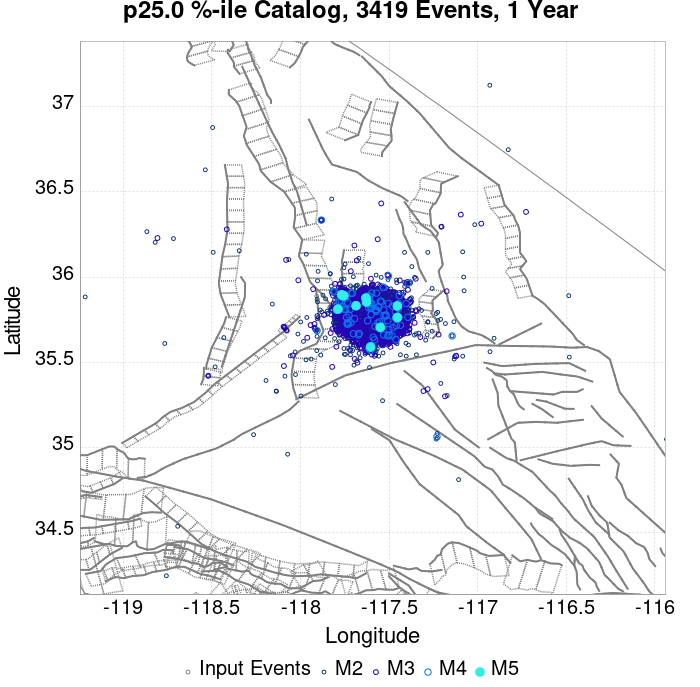 p25.0 %-ile Catalog, 3419 Events, 1 Year
37
36.5
36
35.5
35
34.5
Latitude
-119
-118.5
-118
-117.5
-117
-116.5
-116
Longitude
Input Events
M2
M3
M4
M5